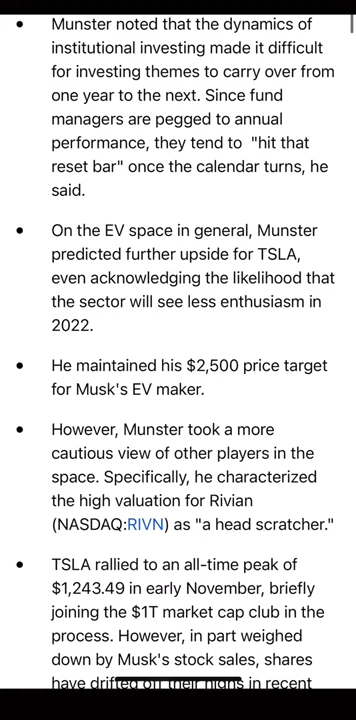 Munster noted that the dynamics of
institutional investing made it difficult
for investing themes to carry over from
one year to the next. Since fund
managers are pegged to annual
performance, they tend to "hit that
reset bar" once the calendar turns, he
said.
On the EV space in general, Munster
predicted further upside for TSLA,
even acknowledging the likelihood that
the sector will see less enthusiasm in
2022.
He maintained his $2,500 price target
for Musk's EV maker.
However, Munster took a more
cautious view of other players in the
space. Specifically, he characterized
the high valuation for Rivian
(NASDAQ:RIVN) as "a head scratcher."
TSLA rallied to an all-time peak of
$1,243.49 in early November, briefly
joining the $1T market cap club in the
process. However, in part weighed
down by Musk's stock sales, shares
have drifted off their highs in recent